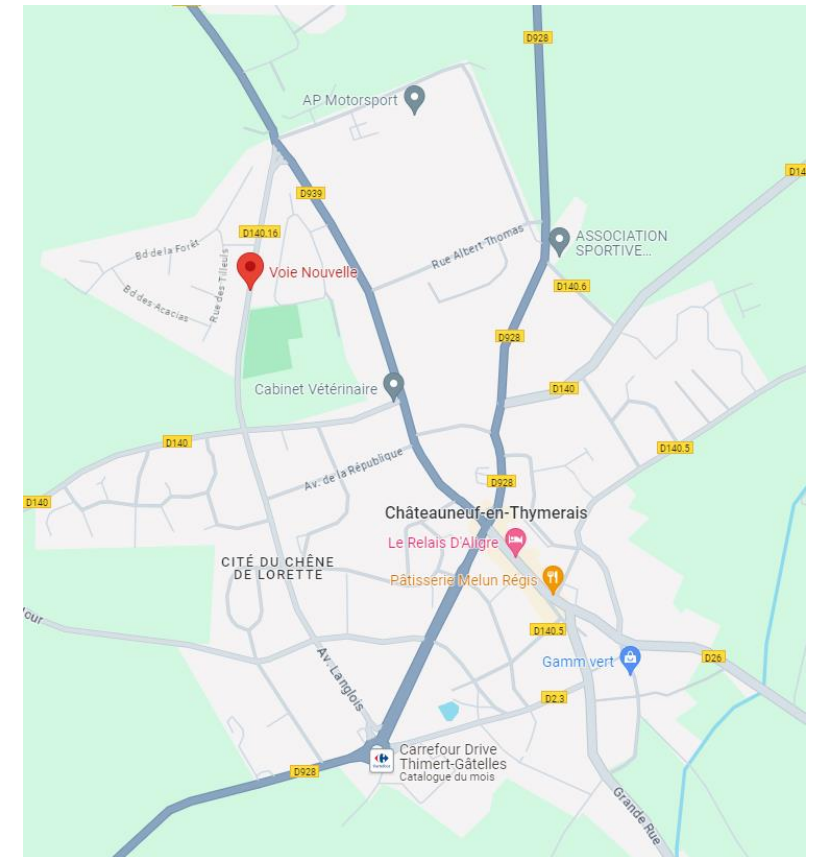 D928
AP Motorsport
D14
D939
D140.16
Bd de la Forêt
Rue Albert Thomas
ASSOCIATION
SPORTIVE...
Voie Nouvelle
Bd des Acacias
Rue des Tilleuls
D140.6
D928
Cabinet Vétérinaire
D140
D140
D140.5
Av. de la République
D928
D140
Châteauneuf-en-Thymerais
Le Relais D'Aligre
CITÉ DU CHÊNE
DE LORETTE
Pâtisserie Melun Régis
our
D140.5
Av. Langlois
Gamm vert
D26
D2.3
Carrefour Drive
Thimert-Gâtelles
Catalogue du mois
D928
Grande Rue